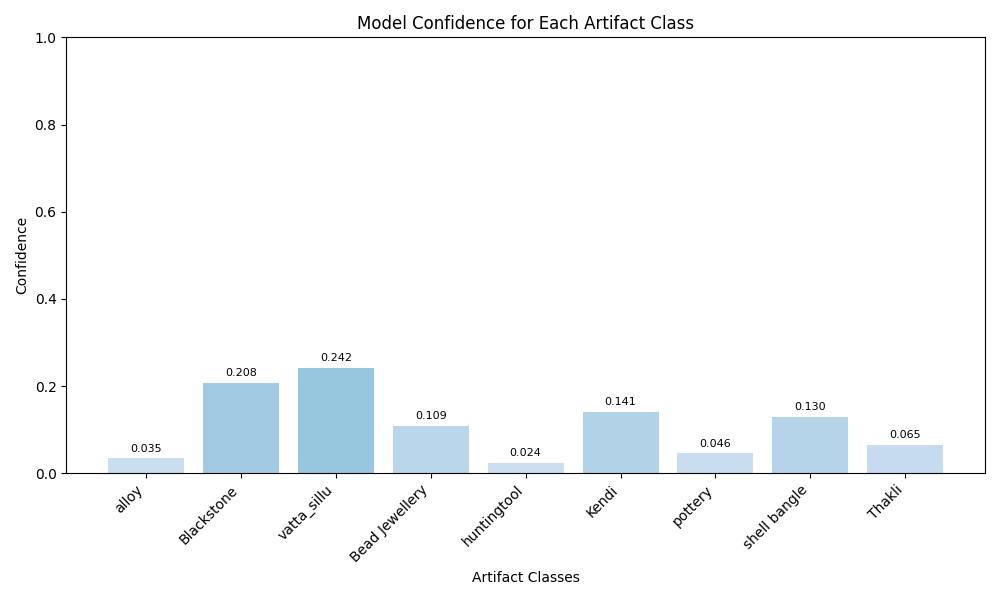 Model Confidence for Each Artifact Class
1.0
0.8
0.6
0.4
0.2
0.0
Confidence
0.035
0.208
0.242
0.109
0.024
0.141
0.046
0.130
0.065
alloy
Blackstone
vatta_sillu
Bead Jewellery
huntingtool
Kendi
pottery
shell bangle
Thakli
Artifact Classes